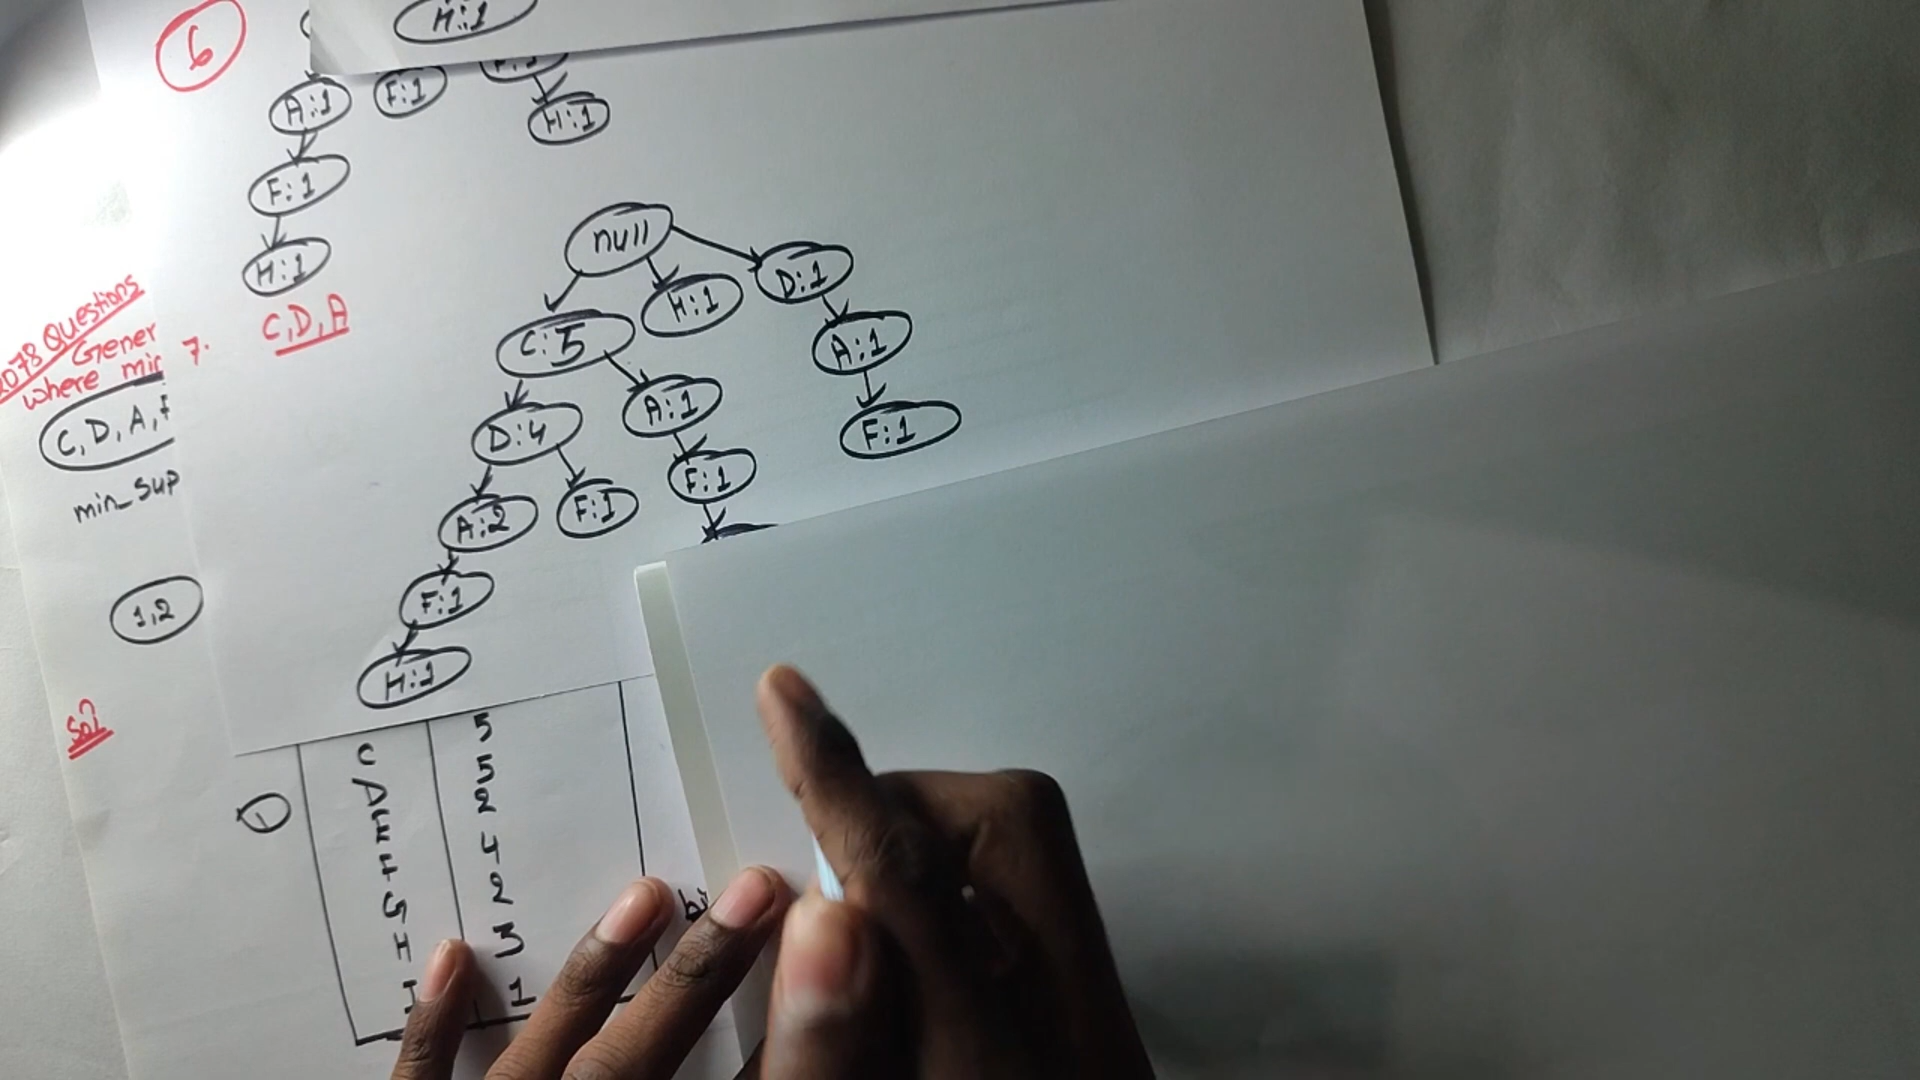 6
H:1
A:1
F:1
H:1
F:1
H:1
2078 Questions
Gener
where mir
C, D, A,
min_sup
1,2
Sol
7.
C,D,A
null
C:5
H:1
D:1
D:4
A:1
A:1
A:2
F:1
F:1
F:1
F:1
H:1
5
C 5
D 2
E 4
F 2
G 3
H 1
I
1